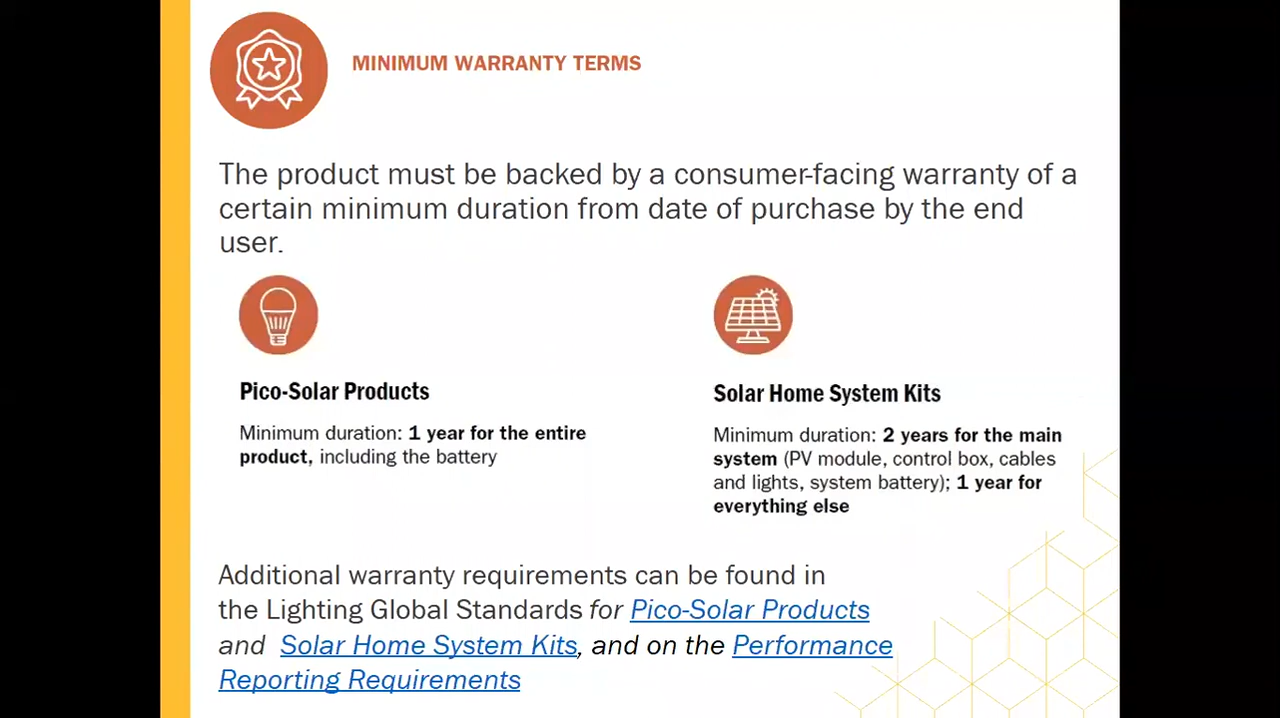 MINIMUM WARRANTY TERMS
The product must be backed by a consumer-facing warranty of a
certain minimum duration from date of purchase by the end
user.
Pico-Solar Products
Minimum duration: 1 year for the entire
product, including the battery
Solar Home System Kits
Minimum duration: 2 years for the main
system (PV module, control box, cables
and lights, system battery); 1 year for
everything else
Additional warranty requirements can be found in
the Lighting Global Standards for Pico-Solar Products
and Solar Home System Kits, and on the Performance
Reporting Requirements